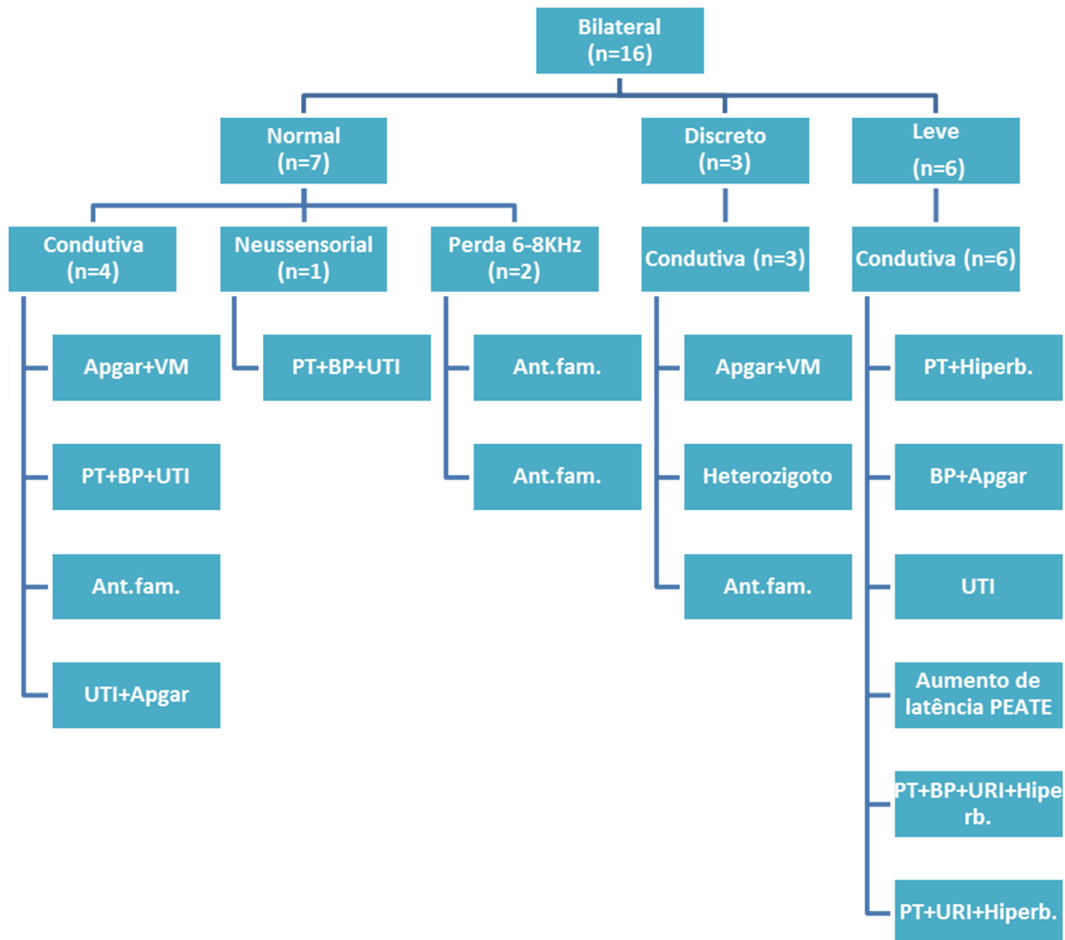 Bilateral
(n=16)
Normal
(n=7)
Discreto
(n=3)
Leve
(n=6)
Condutiva
(n=4)
Neussensorial
(n=1)
Perda 6-8KHz
(n=2)
Condutiva (n=3)
Condutiva (n=6)
Apgar+VM
PT+BP+UTI
Ant.fam.
UTI+Apgar
PT+BP+UTI
Ant.fam.
Ant.fam.
Apgar+VM
Heterozigoto
Ant.fam.
PT+Hiperb.
BP+Apgar
UTI
Aumento de
latência PEATE
PT+BP+URI+Hipe
rb.
PT+URI+Hiperb.